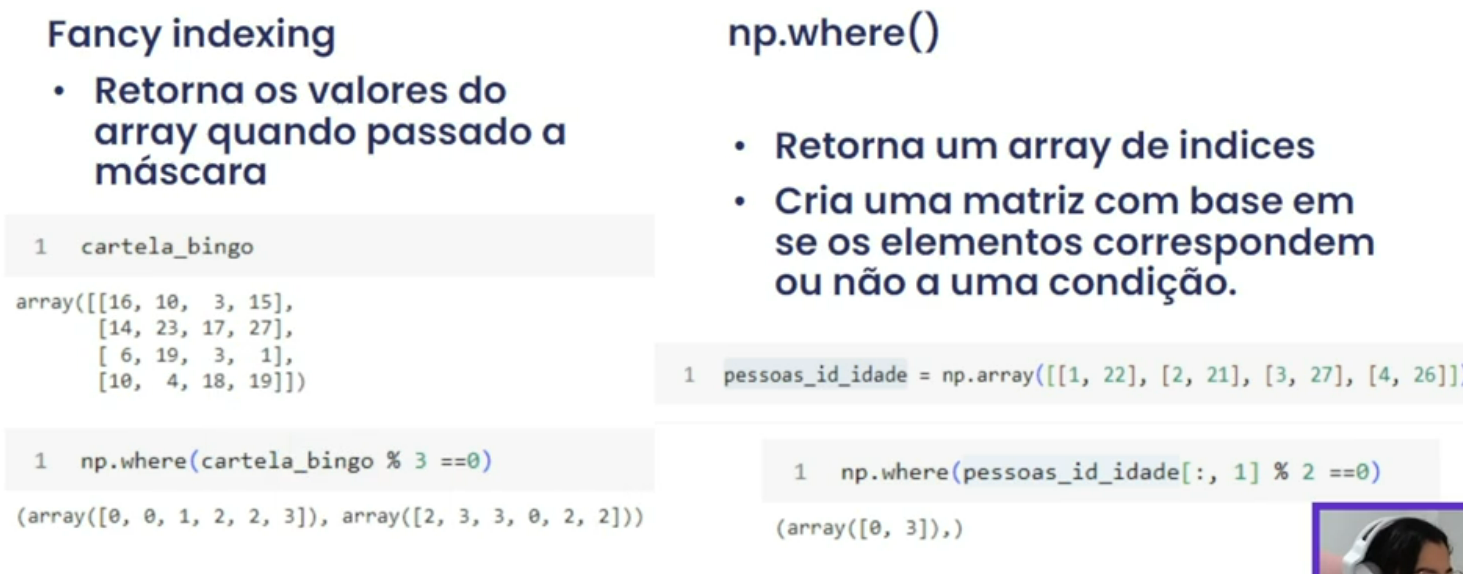 Fancy indexing
• Retorna os valores do
array quando passado a
máscara
1 cartela_bingo
array([[16, 10,  3, 15],
       [14, 23, 17, 27],
       [ 6, 19,  3,  1],
       [10,  4, 18, 19]])
1 np.where(cartela_bingo % 3 ==0)
(array([0, 0, 1, 2, 2, 3]), array([2, 3, 3, 0, 2, 2]))
np.where()
• Retorna um array de indices
• Cria uma matriz com base em
se os elementos correspondem
ou não a uma condição.
1 pessoas_id_idade = np.array([[1, 22], [2, 21], [3, 27], [4, 26]])
1 np.where(pessoas_id_idade[:, 1] % 2 ==0)
(array([0, 3]),)